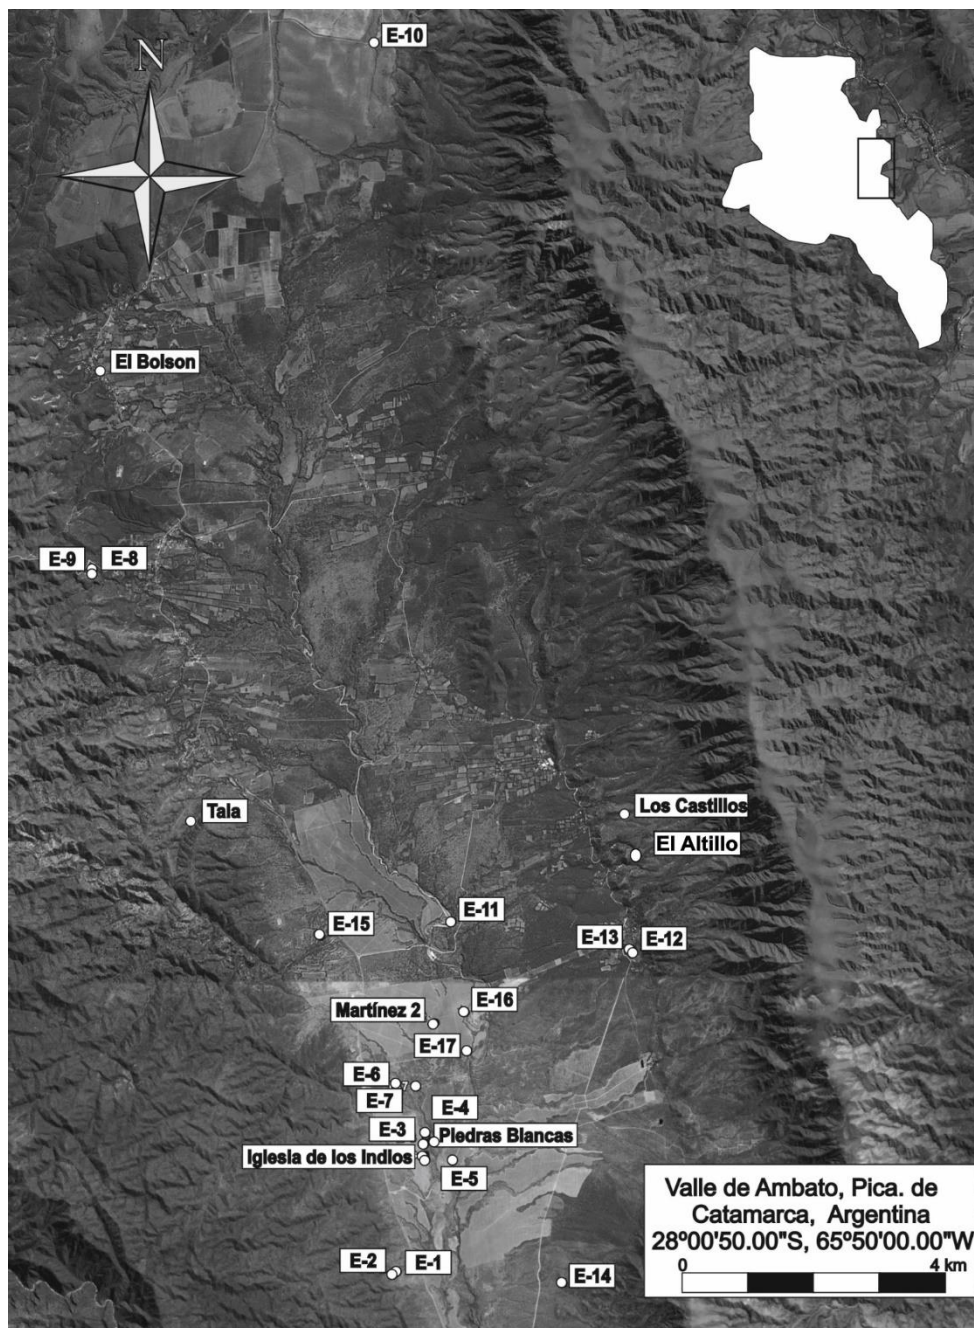 E-10
N
El Bolson
E-9
E-8
Tala
Los Castillos
El Altillo
E-11
E-15
E-13
E-12
E-16
Martínez 2
E-17
E-6
7
E-7
E-4
E-3
Piedras Blancas
Iglesia de los Indios
E-5
E-2
E-1
E-14
Valle de Ambato, Pica. de
Catamarca, Argentina
28º00'50.00"S, 65º50'00.00"W
0
4 km